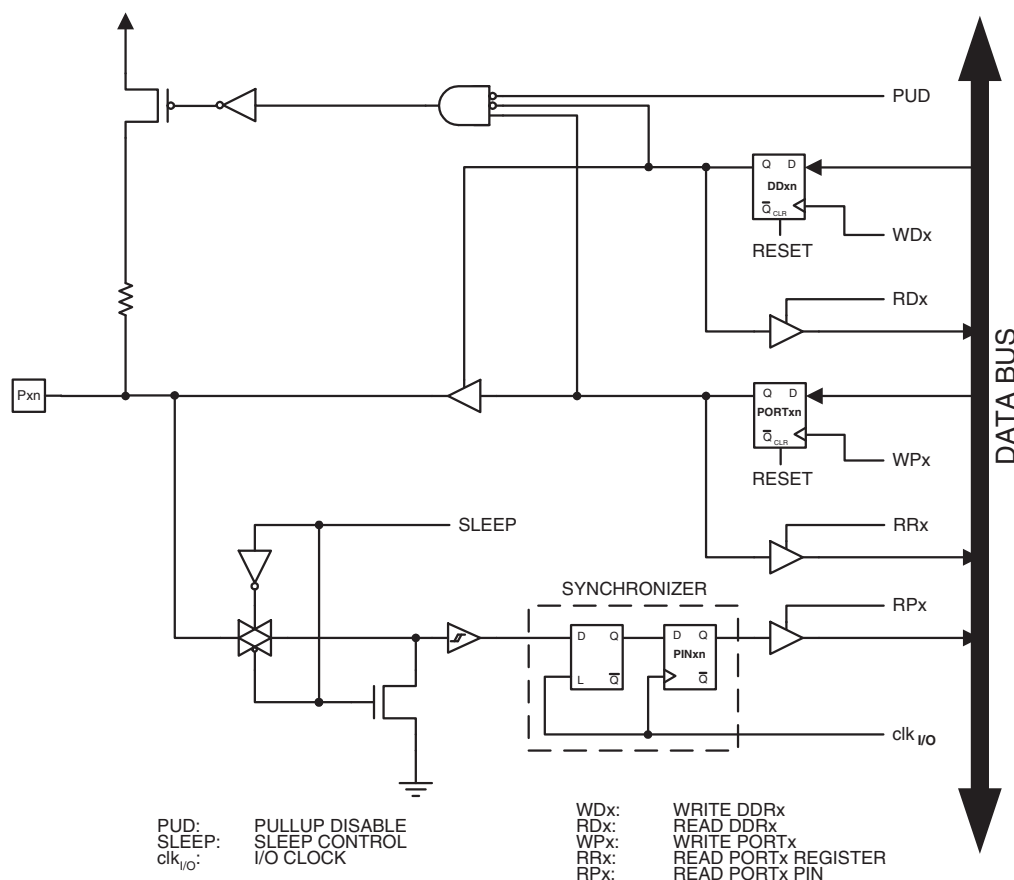 PUD
Q D
DDxn
Q CLR
WDx
RESET
RDx
DATA BUS
Pxn
Q D
PORTxn
Q CLR
WPx
RESET
SLEEP
RRx
SYNCHRONIZER
RPx
D Q
D Q
PINxn
L Q
Q
clk I/O
PUD: PULLUP DISABLE
SLEEP: SLEEP CONTROL
clkI/O: I/O CLOCK
WDx: WRITE DDRx
RDx: READ DDRx
WPx: WRITE PORTx
RRx: READ PORTx REGISTER
RPx: READ PORTx PIN